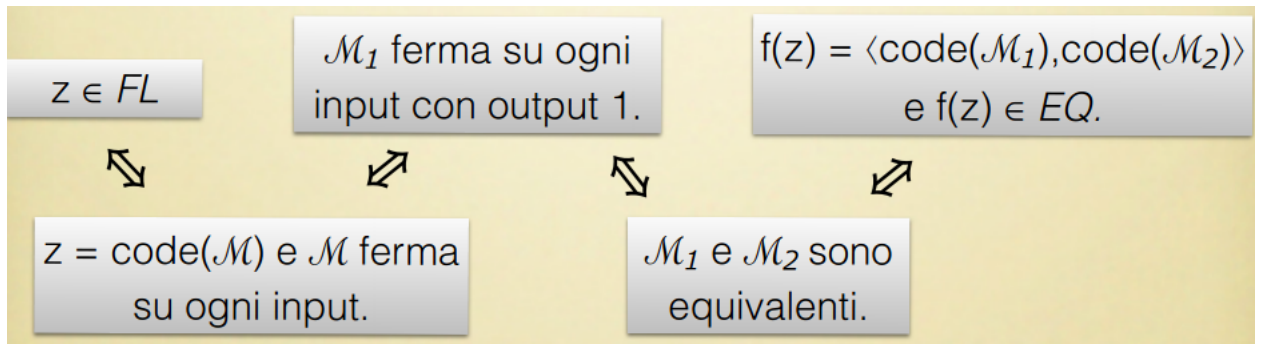 z ∈ FL
ℳ1 ferma su ogni
input con output 1.
f(z) = ⟨code(ℳ1),code(ℳ2)⟩
e f(z) ∈ EQ.
⇔ ⇔ ⇔ ⇔
z = code(ℳ) e ℳ ferma
su ogni input.
ℳ1 e ℳ2 sono
equivalenti.